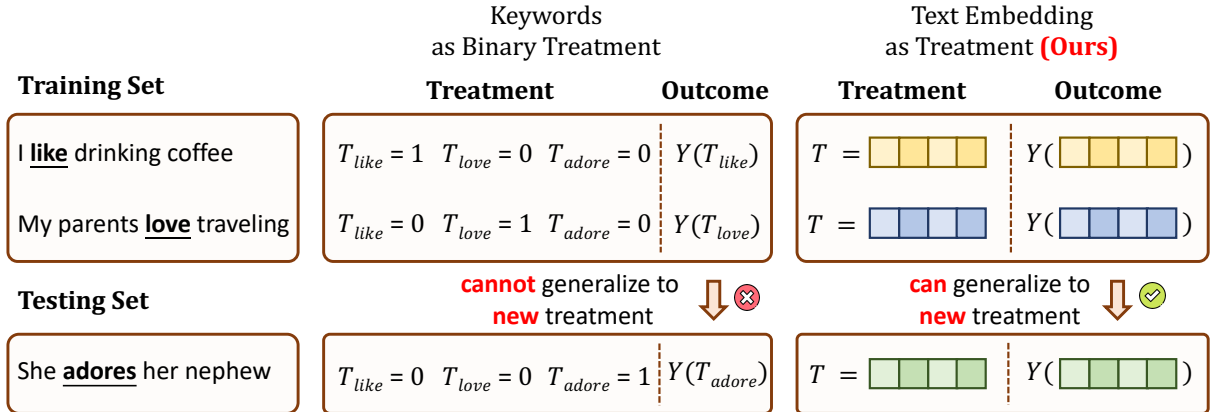 Keywords
as Binary Treatment
Text Embedding
as Treatment (Ours)
Training Set
Treatment
Outcome
Treatment
Outcome
I like drinking coffee
T_like = 1 T_love = 0 T_adore = 0
Y(T_like)
T =
Y( )
My parents love traveling
T_like = 0 T_love = 1 T_adore = 0
Y(T_love)
T =
Y( )
Testing Set
cannot generalize to
new treatment
can generalize to
new treatment
She adores her nephew
T_like = 0 T_love = 0 T_adore = 1
Y(T_adore)
T =
Y( )